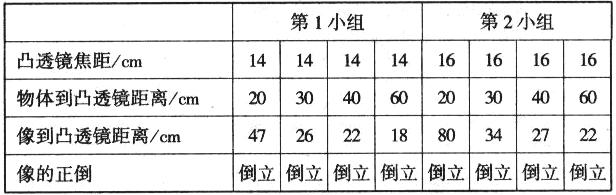 第1小组 第2小组
凸透镜焦距/cm 14 14 14 14 16 16 16 16
物体到凸透镜距离/cm 20 30 40 60 20 30 40 60
像到凸透镜距离/cm 47 26 22 18 80 34 27 22
像的正倒 倒立 倒立 倒立 倒立 倒立 倒立 倒立 倒立